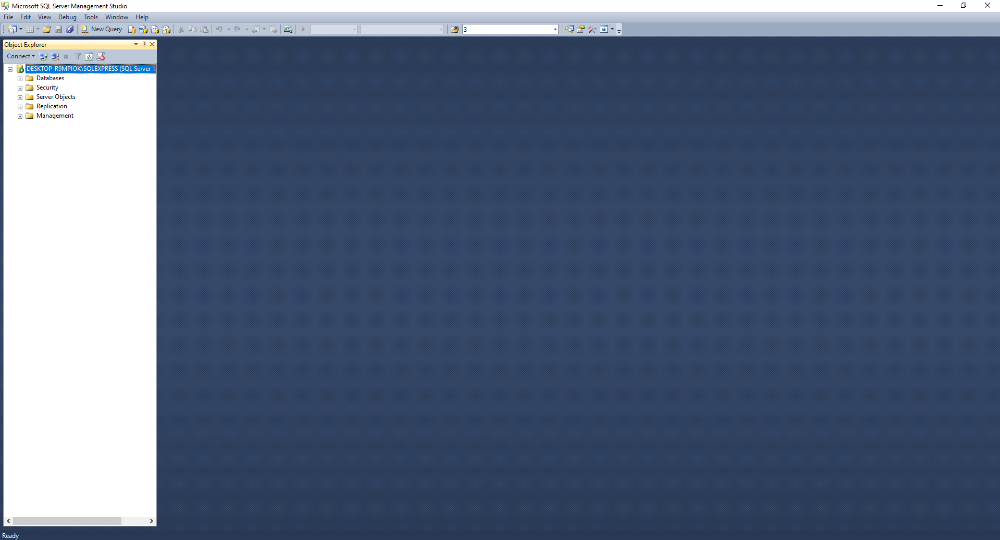 Microsoft SQL Server Management Studio
File Edit View Debug Tools Window Help
New Query 3
Object Explorer
Connect
DESKTOP-R9MPIOK\SQLEXPRESS (SQL Server 1
Databases
Security
Server Objects
Replication
Management
Ready